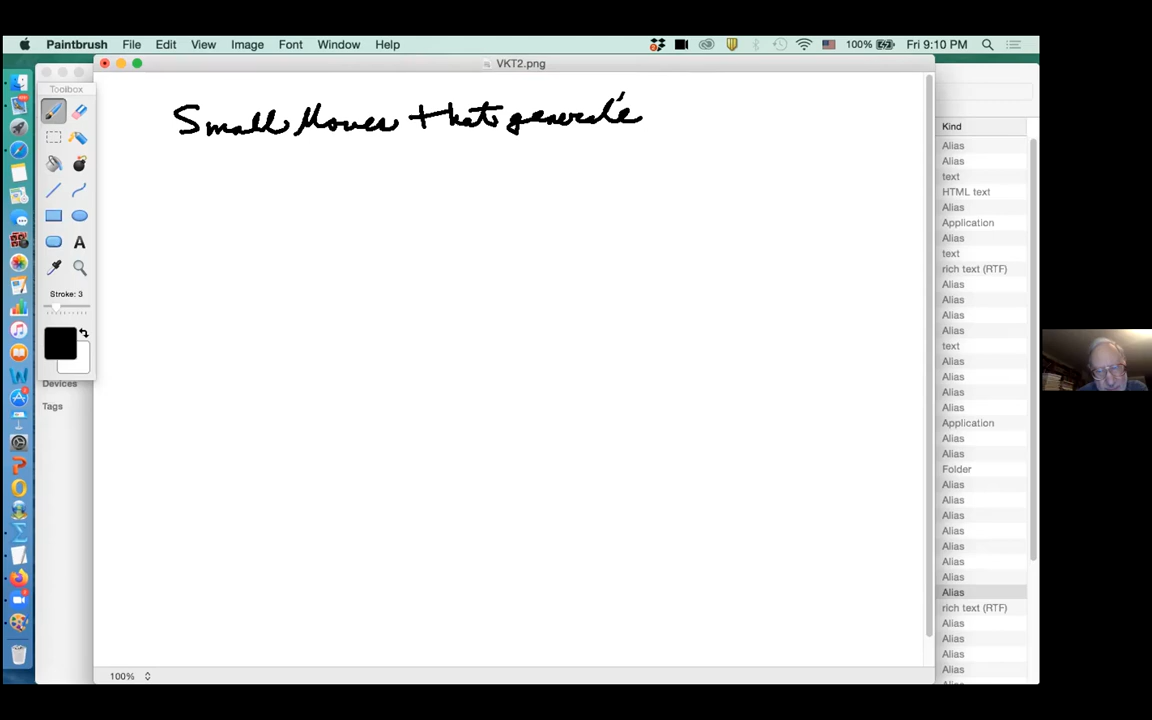 Paintbrush File Edit View Image Font Window Help 100% Fri 9:10 PM
VKT2.png
Toolbox
Small Moves that generate
Kind
Alias
Alias
text
HTML text
Alias
Application
Alias
text
rich text (RTF)
Alias
Alias
Alias
Stroke: 3
Alias
text
Alias
Alias
Devices
Alias
Tags
Alias
Application
Alias
Alias
Folder
Alias
Alias
Alias
Alias
Alias
Alias
Alias
Alias
rich text (RTF)
Alias
Alias
Alias
Alias
100%